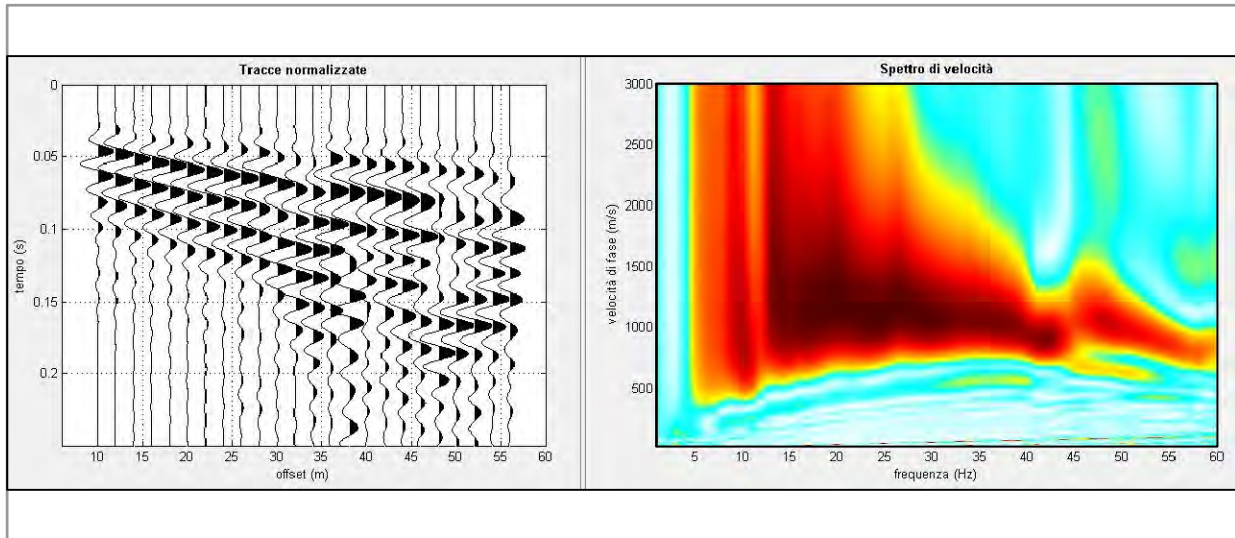 Tracce normalizzate
0
0.05
0.1
0.15
0.2
tempo (s)
10 15 20 25 30 35 40 45 50 55 60
offset (m)
Spettro di velocità
3000
2500
2000
1500
1000
500
velocità di fase (m/s)
5 10 15 20 25 30 35 40 45 50 55 60
frequenza (Hz)